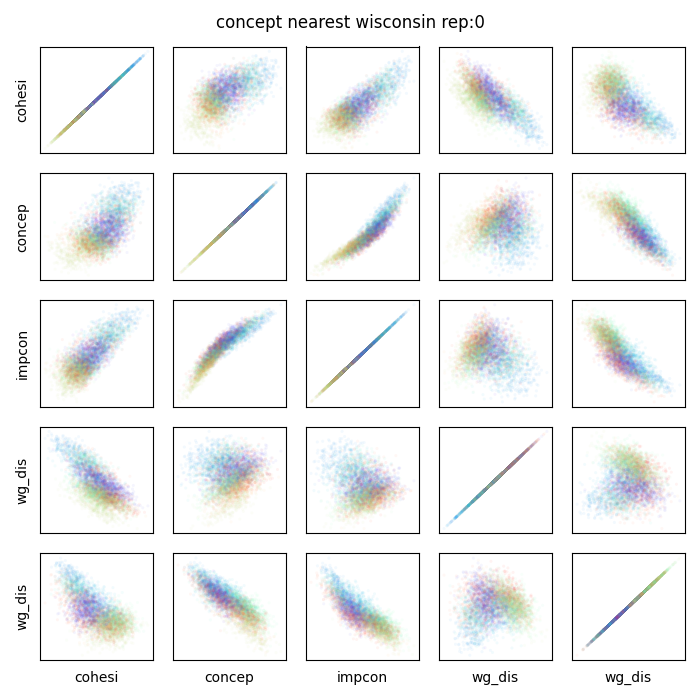 concept nearest wisconsin rep:0
cohesi
concep
impcon
wg_dis
wg_dis
cohesi
concep
impcon
wg_dis
wg_dis